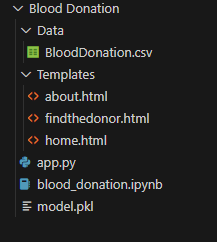 Blood Donation
Data
BloodDonation.csv
Templates
about.html
findthedonor.html
home.html
app.py
blood_donation.ipynb
model.pkl